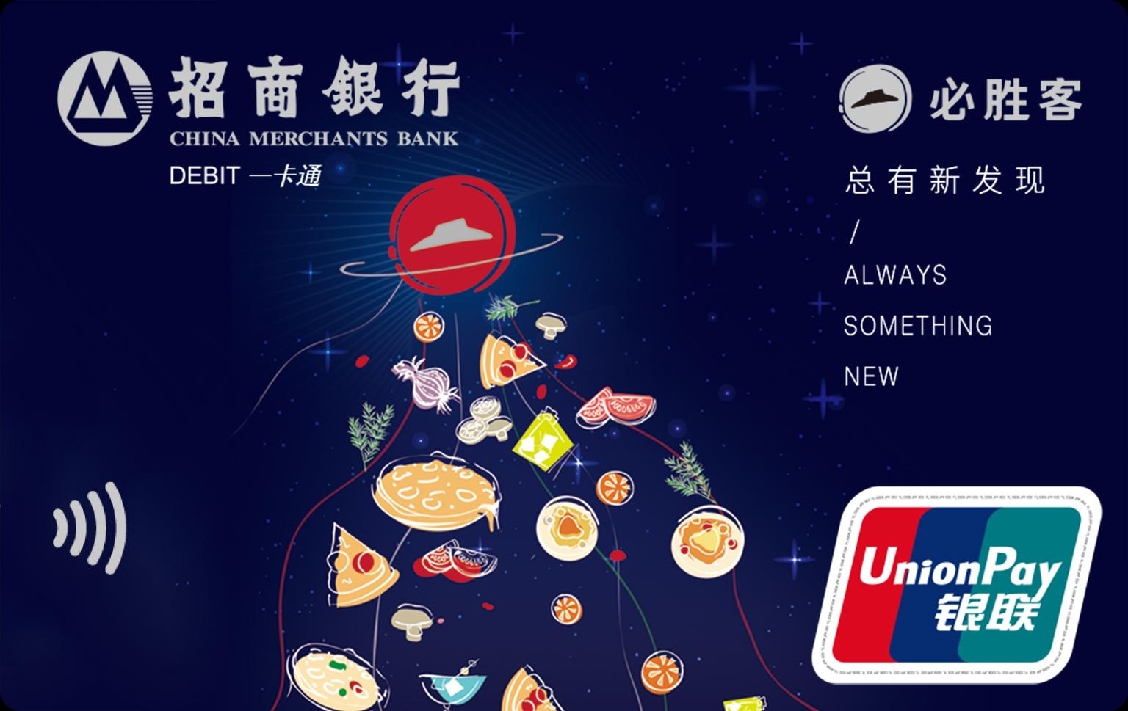 招商銀行
CHINA MERCHANTS BANK
DEBIT 一卡通
必胜客
总有新发现
/
ALWAYS
SOMETHING
NEW
UnionPay
银联